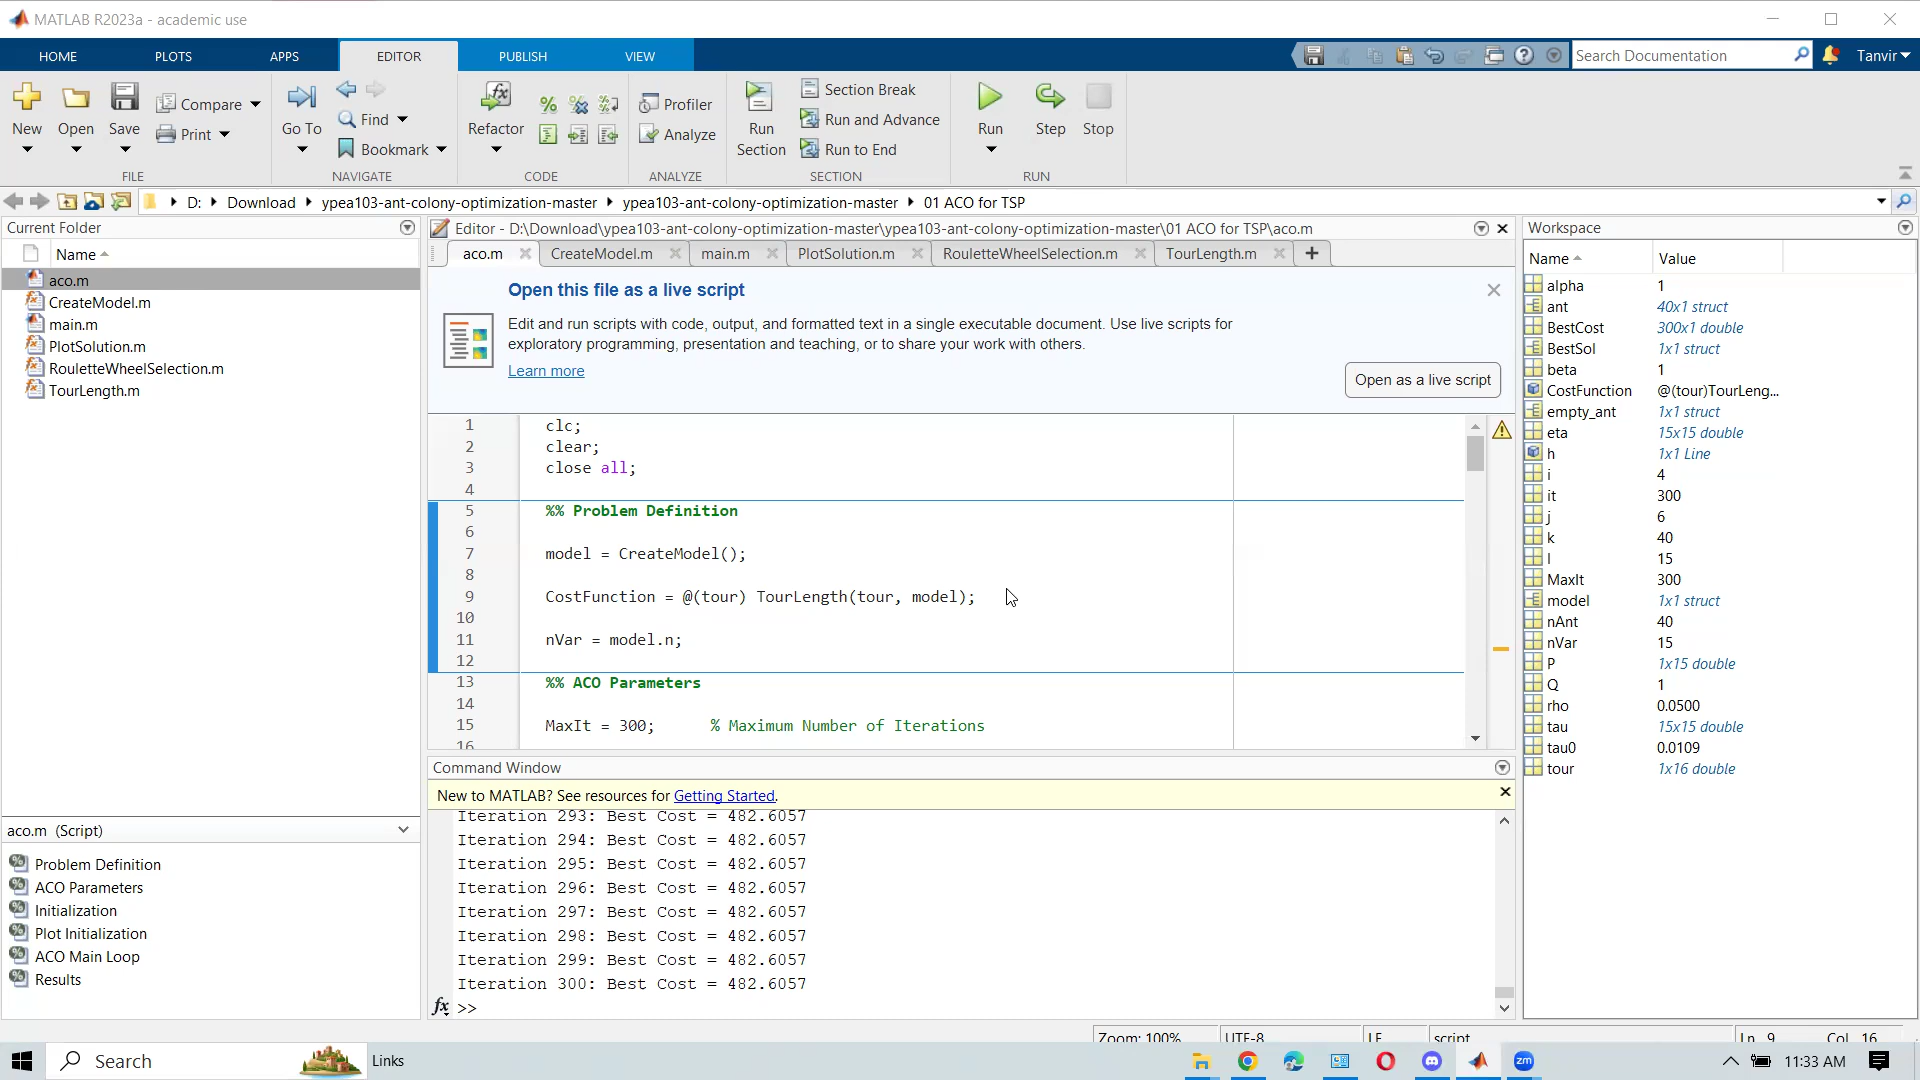 MATLAB R2023a - academic use
HOME PLOTS APPS EDITOR PUBLISH VIEW
Search Documentation
Tanvir
New Open Save Compare Print
FILE
Go To Find Bookmark
NAVIGATE
Refactor
CODE
Profiler
Analyze
ANALYZE
Run Section
Section Break
Run and Advance
Run to End
SECTION
Run Step Stop
RUN
D: Download ypea103-ant-colony-optimization-master ypea103-ant-colony-optimization-master 01 ACO for TSP
Current Folder
Name
aco.m
CreateModel.m
main.m
PlotSolution.m
RouletteWheelSelection.m
TourLength.m
aco.m (Script)
Problem Definition
ACO Parameters
Initialization
Plot Initialization
ACO Main Loop
Results
Editor - D:\Download\ypea103-ant-colony-optimization-master\ypea103-ant-colony-optimization-master\01 ACO for TSP\aco.m
aco.m CreateModel.m main.m PlotSolution.m RouletteWheelSelection.m TourLength.m
Open this file as a live script
Edit and run scripts with code, output, and formatted text in a single executable document. Use live scripts for
exploratory programming, presentation and teaching, or to share your work with others.
Learn more
Open as a live script
1 clc;
2 clear;
3 close all;
4
5 %% Problem Definition
6
7 model = CreateModel();
8
9 CostFunction = @(tour) TourLength(tour, model);
10
11 nVar = model.n;
12
13 %% ACO Parameters
14
15 MaxIt = 300; % Maximum Number of Iterations
16
Command Window
New to MATLAB? See resources for Getting Started.
Iteration 293: Best Cost = 482.6057
Iteration 294: Best Cost = 482.6057
Iteration 295: Best Cost = 482.6057
Iteration 296: Best Cost = 482.6057
Iteration 297: Best Cost = 482.6057
Iteration 298: Best Cost = 482.6057
Iteration 299: Best Cost = 482.6057
Iteration 300: Best Cost = 482.6057
fx >>
Workspace
Name Value
alpha 1
ant 40x1 struct
BestCost 300x1 double
BestSol 1x1 struct
beta 1
CostFunction @(tour)TourLeng...
empty_ant 1x1 struct
eta 15x15 double
h 1x1 Line
i 4
it 300
j 6
k 40
l 15
MaxIt 300
model 1x1 struct
nAnt 40
nVar 15
P 1x15 double
Q 1
rho 0.0500
tau 15x15 double
tau0 0.0109
tour 1x16 double
Zoom: 100% UTF-8 LF script Ln 9 Col 16
Search
Links
zm
11:33 AM